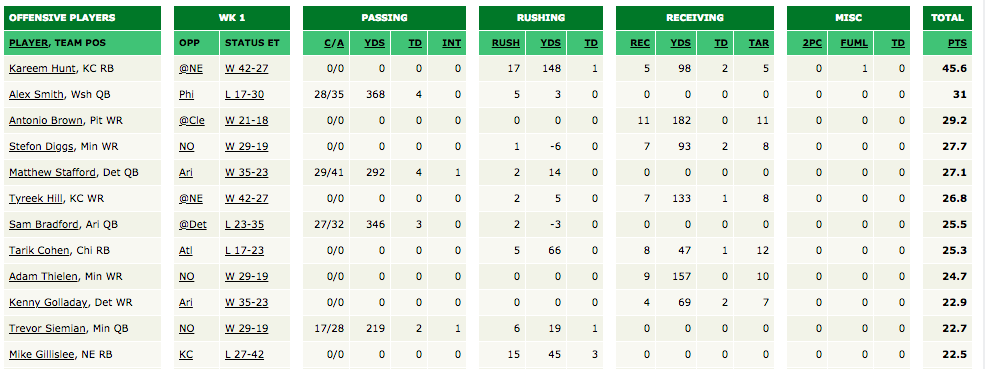 OFFENSIVE PLAYERS WK 1 PASSING RUSHING RECEIVING MISC TOTAL
PLAYER, TEAM POS OPP STATUS ET C/A YDS TD INT RUSH YDS TD REC YDS TD TAR 2PC FUML TD PTS
Kareem Hunt, KC RB @NE W 42-27 0/0 0 0 0 17 148 1 5 98 2 5 0 1 0 45.6
Alex Smith, Wsh QB Phi L 17-30 28/35 368 4 0 5 3 0 0 0 0 0 0 0 0 31
Antonio Brown, Pit WR @Cle W 21-18 0/0 0 0 0 0 0 0 11 182 0 11 0 0 0 29.2
Stefon Diggs, Min WR NO W 29-19 0/0 0 0 0 1 -6 0 7 93 2 8 0 0 0 27.7
Matthew Stafford, Det QB Ari W 35-23 29/41 292 4 1 2 14 0 0 0 0 0 0 0 0 27.1
Tyreek Hill, KC WR @NE W 42-27 0/0 0 0 0 2 5 0 7 133 1 8 0 0 0 26.8
Sam Bradford, Ari QB @Det L 23-35 27/32 346 3 0 2 -3 0 0 0 0 0 0 0 0 25.5
Tarik Cohen, Chi RB Atl L 17-23 0/0 0 0 0 5 66 0 8 47 1 12 0 0 0 25.3
Adam Thielen, Min WR NO W 29-19 0/0 0 0 0 0 0 0 9 157 0 10 0 0 0 24.7
Kenny Golladay, Det WR Ari W 35-23 0/0 0 0 0 0 0 0 4 69 2 7 0 0 0 22.9
Trevor Siemian, Min QB NO W 29-19 17/28 219 2 1 6 19 1 0 0 0 0 0 0 0 22.7
Mike Gillislee, NE RB KC L 27-42 0/0 0 0 0 15 45 3 0 0 0 0 0 0 0 22.5